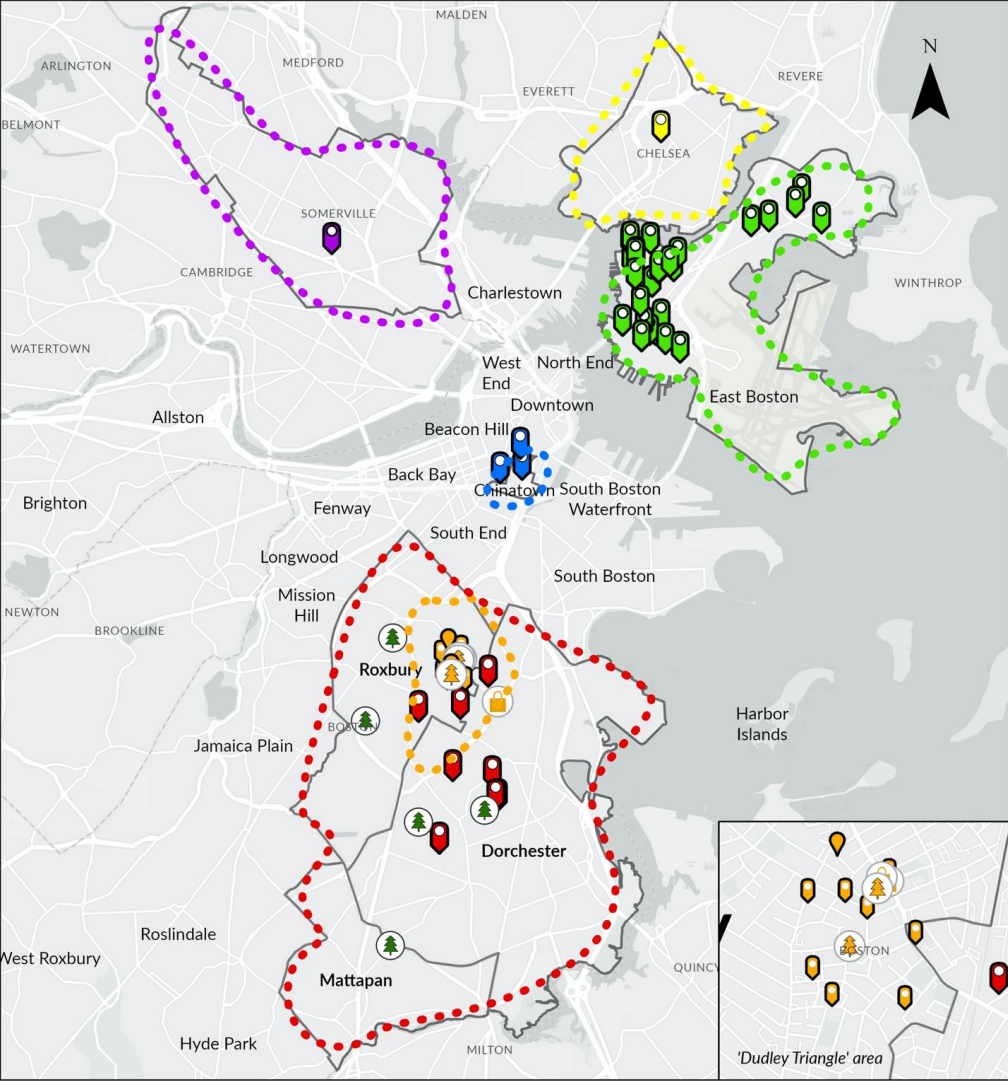 MALDEN
ARLINGTON
MEDFORD
REVERE
N
EVERETT
BELMONT
CHELSEA
SOMERVILLE
CAMBRIDGE
WINTHROP
Charlestown
WATERTOWN
West
End
North End
Downtown
East Boston
Allston
Beacon Hill
Back Bay
Chinatown
South Boston
Waterfront
Brighton
Fenway
South End
Longwood
South Boston
Mission
Hill
NEWTON
BROOKLINE
Roxbury
BOSTON
Harbor
Islands
Jamaica Plain
Dorchester
Roslindale
West Roxbury
QUINCY
Mattapan
Hyde Park
MILTON
BOSTON
'Dudley Triangle' area